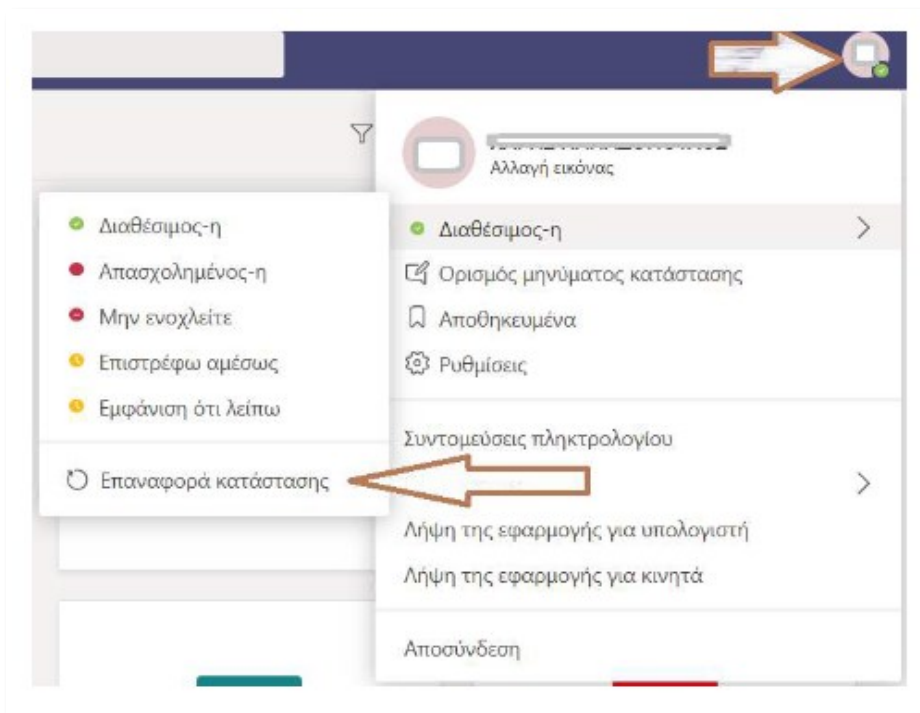 Αλλαγή εικόνας
Διαθέσιμος-η
Ορισμός μηνύματος κατάστασης
Αποθηκευμένα
Ρυθμίσεις
Συντομεύσεις πληκτρολογίου
Λήψη της εφαρμογής για υπολογιστή
Λήψη της εφαρμογής για κινητά
Αποσύνδεση
Διαθέσιμος-η
Απασχολημένος-η
Μην ενοχλείτε
Επιστρέφω αμέσως
Εμφάνιση ότι λείπω
Επαναφορά κατάστασης